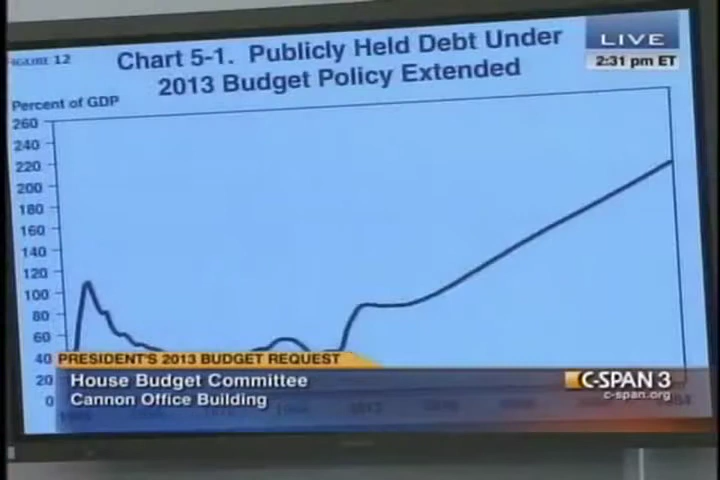 FIGURE 12
Chart 5-1. Publicly Held Debt Under
2013 Budget Policy Extended
LIVE
2:31 pm ET
Percent of GDP
260
240
220
200
180
160
140
120
100
80
60
40
20
0
PRESIDENT'S 2013 BUDGET REQUEST
House Budget Committee
Cannon Office Building
C-SPAN 3
c-span.org